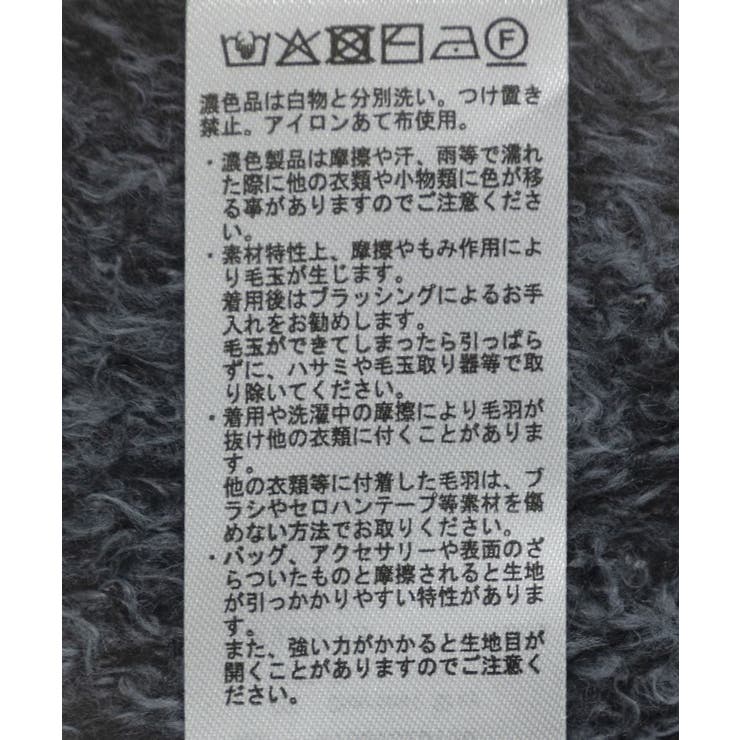 F
濃色品は白物と分別洗い。つけ置き
禁止。アイロンあて布使用。
・濃色製品は摩擦や汗、雨等で濡れ
た際に他の衣類や小物類に色が移
る事がありますのでご注意くださ
い。
・素材特性上、摩擦やもみ作用によ
り毛玉が生じます。
着用後はブラッシングによるお手
入れをお勧めします。
毛玉ができてしまったら引っぱら
ずに、ハサミや毛玉取り器等で取
り除いてください。
・着用や洗濯中の摩擦により毛羽が
抜け他の衣類に付くことがありま
す。
他の衣類等に付着した毛羽は、ブ
ラシやセロハンテープ等素材を傷
めない方法でお取りください。
・バッグ、アクセサリーや表面のざ
らついたものと摩擦されると生地
が引っかかりやすい特性がありま
す。
また、強い力がかかると生地目が
開くことがありますのでご注意く
ださい。